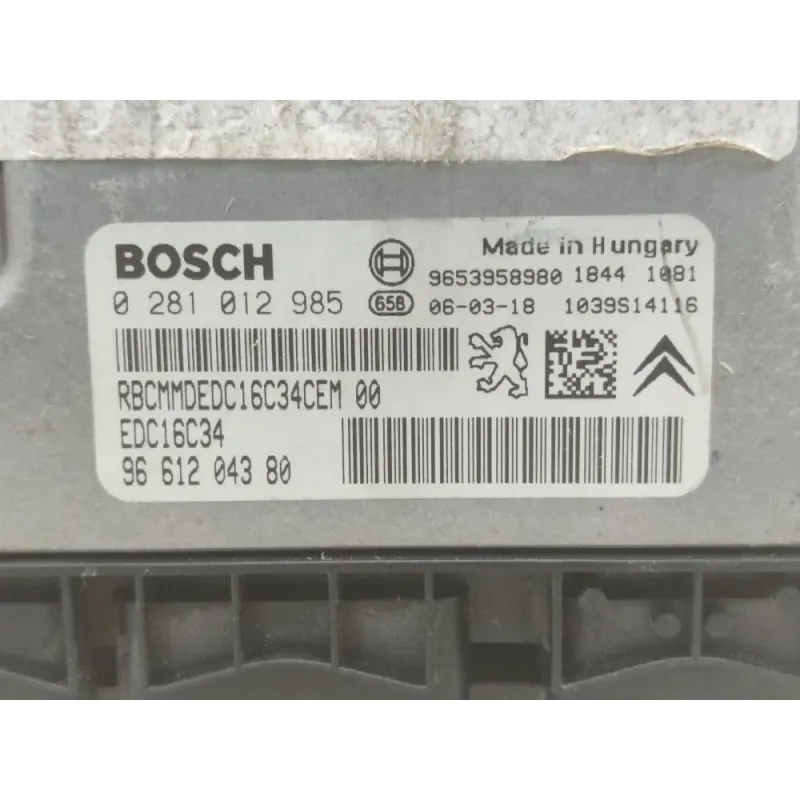 BOSCH
Made in Hungary
9653958980 1844 1081
0 281 012 985 658 06-03-18 1039S14116
RBCMMDEDC16C34CEM 00
EDC16C34
96 612 043 80